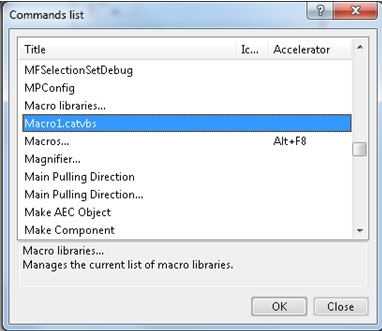 Commands list
Title Ic... Accelerator
MFSelectionSetDebug
MPConfig
Macro libraries...
Macro1.catvbs
Macros... Alt+F8
Magnifier...
Main Pulling Direction
Main Pulling Direction...
Make AEC Object
Make Component
Macro libraries...
Manages the current list of macro libraries.
OK Close